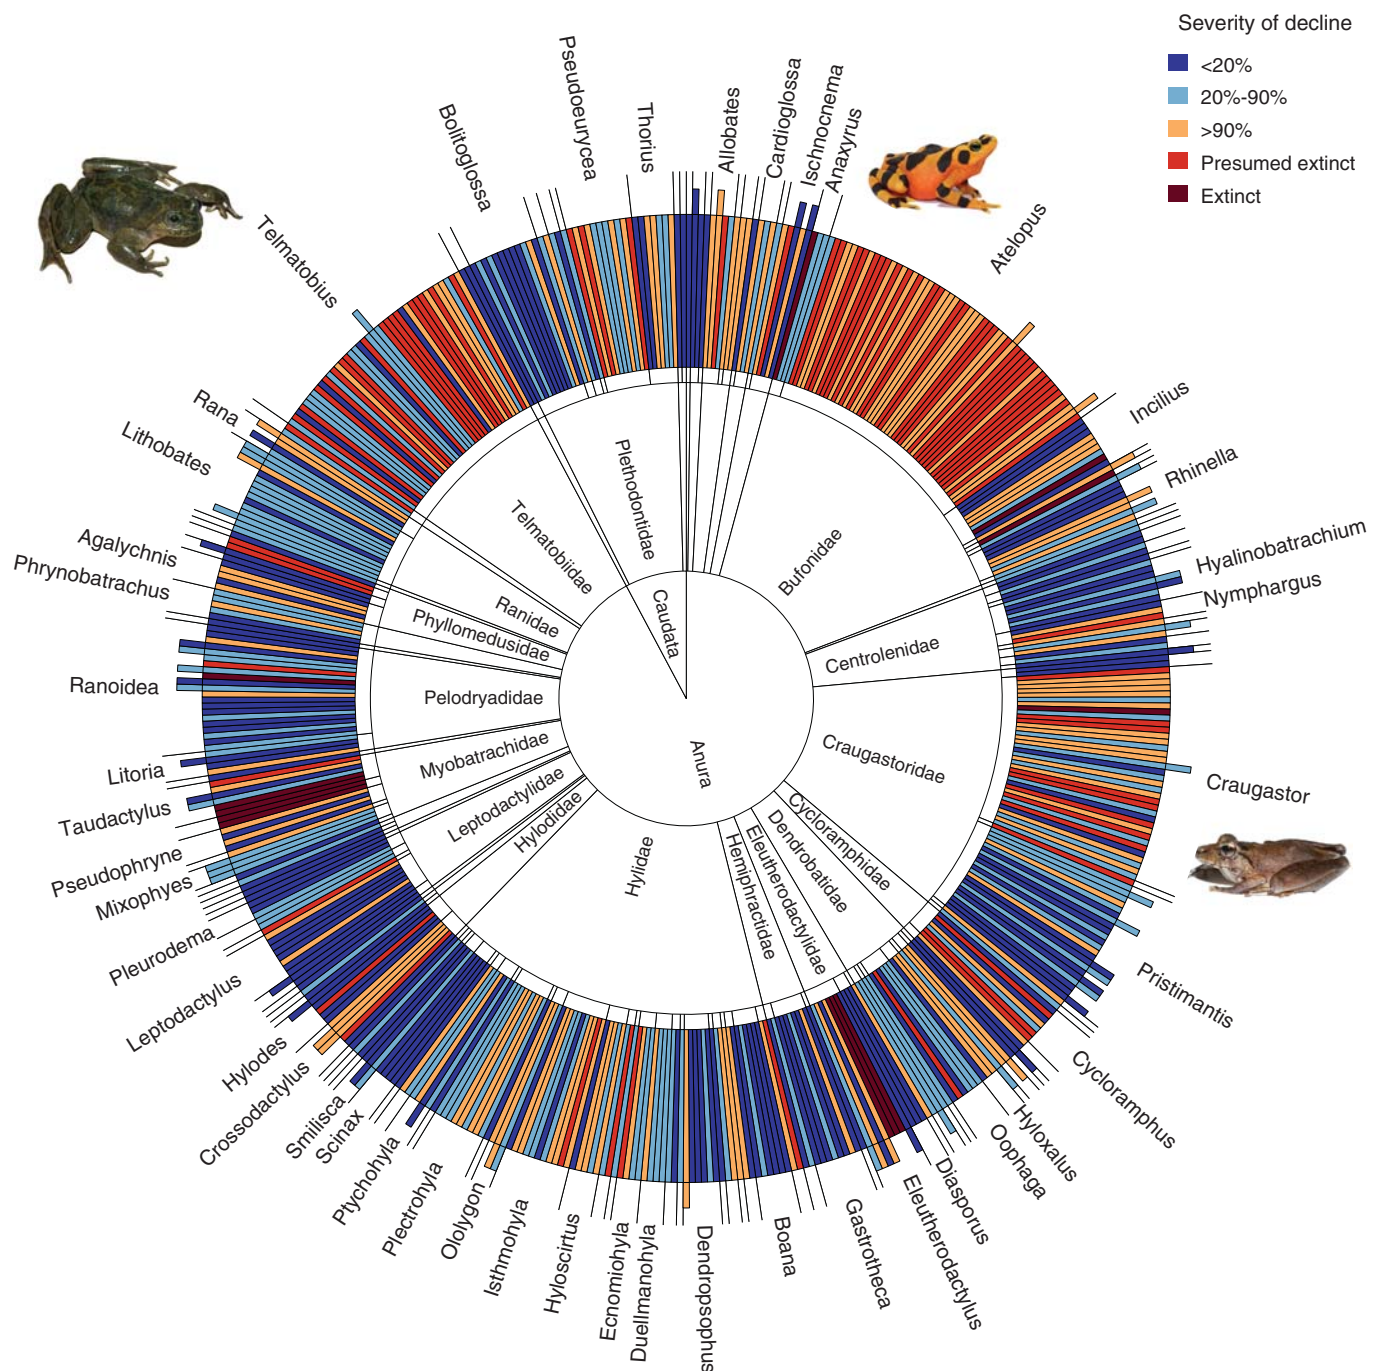 Severity of decline
<20%
20%-90%
>90%
Presumed extinct
Extinct
Thorius
Allobates
Cardioglossa
Ischnocnema
Anaxyrus
Atelopus
Incilius
Rhinella
Hyalinobatrachium
Nymphargus
Craugastor
Pristimantis
Cycloramphus
Hyloxalus
Oophaga
Diasporus
Eleutherodactylus
Gastrotheca
Boana
Dendropsophus
Duellmanohyla
Ecnomiohyla
Hyloscirtus
Isthmohyla
Ololygon
Plectrohyla
Ptychohyla
Scinax
Smilisca
Crossodactylus
Hylodes
Leptodactylus
Pleurodema
Mixophyes
Pseudophryne
Taudactylus
Litoria
Ranoidea
Phrynobatrachus
Agalychnis
Lithobates
Rana
Telmatobius
Bolitoglossa
Pseudoeurycea
Bufonidae
Centrolenidae
Craugastoridae
Cycloramphidae
Dendrobatidae
Eleutherodactylidae
Hemiphractidae
Hylidae
Hylodidae
Leptodactylidae
Myobatrachidae
Pelodryadidae
Phyllomedusidae
Ranidae
Telmatobiidae
Plethodontidae
Caudata
Anura